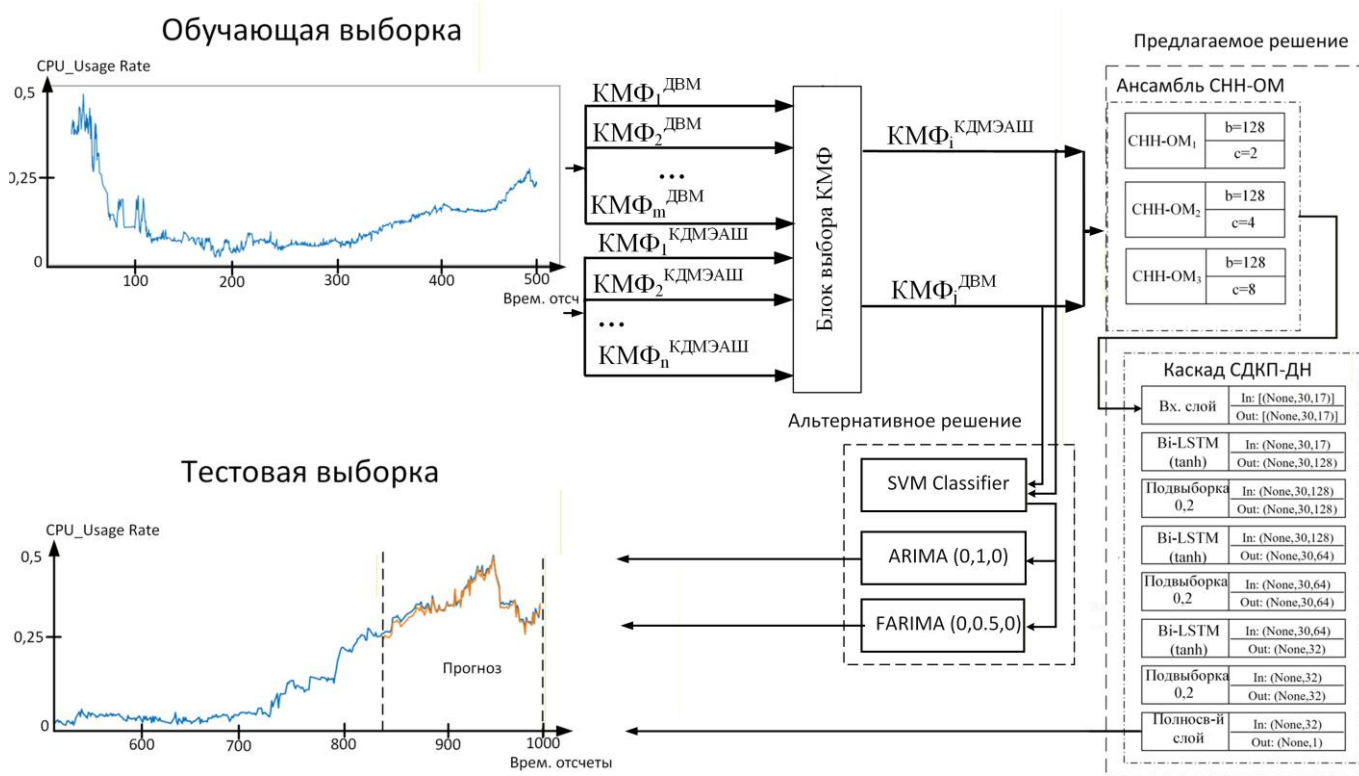 Обучающая выборка
CPU_Usage Rate
0,5
0,25
0
100
200
300
400
500
Врем. отсч
КМФ1ДВМ
КМФ2ДВМ
...
КМФmДВМ
КМФ1КДМЭАШ
КМФ2КДМЭАШ
...
КМФnКДМЭАШ
Блок выбора КМФ
КМФiКДМЭАШ
КМФjДВМ
Предлагаемое решение
Ансамбль СНН-ОМ
СНН-ОМ1
b=128
c=2
СНН-ОМ2
b=128
c=4
СНН-ОМ3
b=128
c=8
Каскад СДКП-ДН
Вх. слой
In: [(None,30,17)]
Out: [(None,30,17)]
Bi-LSTM
(tanh)
In: (None,30,17)
Out: (None,30,128)
Подвыборка
0,2
In: (None,30,128)
Out: (None,30,128)
Bi-LSTM
(tanh)
In: (None,30,128)
Out: (None,30,64)
Подвыборка
0,2
In: (None,30,64)
Out: (None,30,64)
Bi-LSTM
(tanh)
In: (None,30,64)
Out: (None,32)
Подвыборка
0,2
In: (None,32)
Out: (None,32)
Полносв-й
слой
In: (None,32)
Out: (None,1)
Альтернативное решение
SVM Classifier
ARIMA (0,1,0)
FARIMA (0,0.5,0)
Тестовая выборка
CPU_Usage Rate
0,5
0,25
0
Прогноз
600
700
800
900
1000
Врем. отсчеты